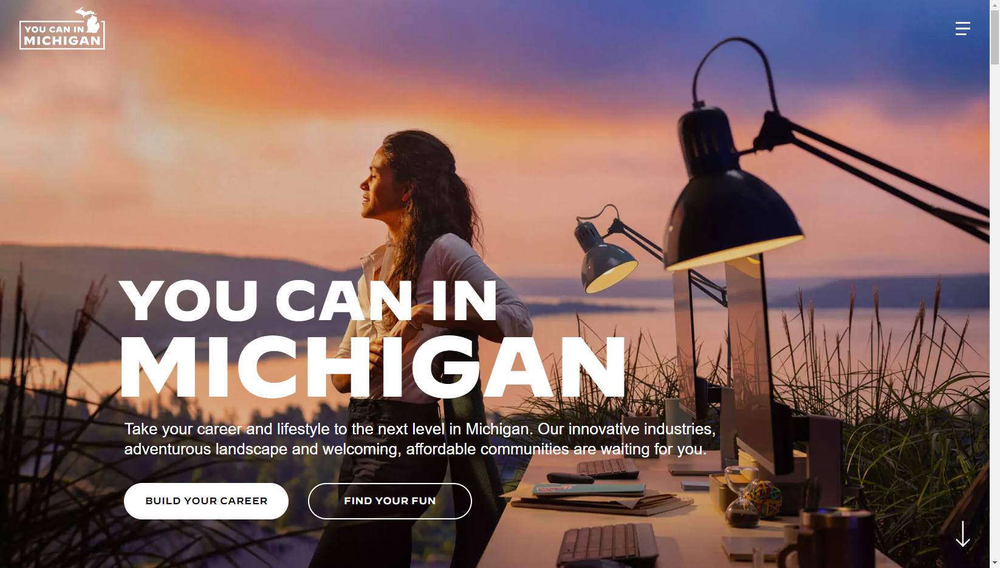 YOU CAN IN
MICHIGAN
YOU CAN IN
MICHIGAN
Take your career and lifestyle to the next level in Michigan. Our innovative industries,
adventurous landscape and welcoming, affordable communities are waiting for you.
BUILD YOUR CAREER
FIND YOUR FUN